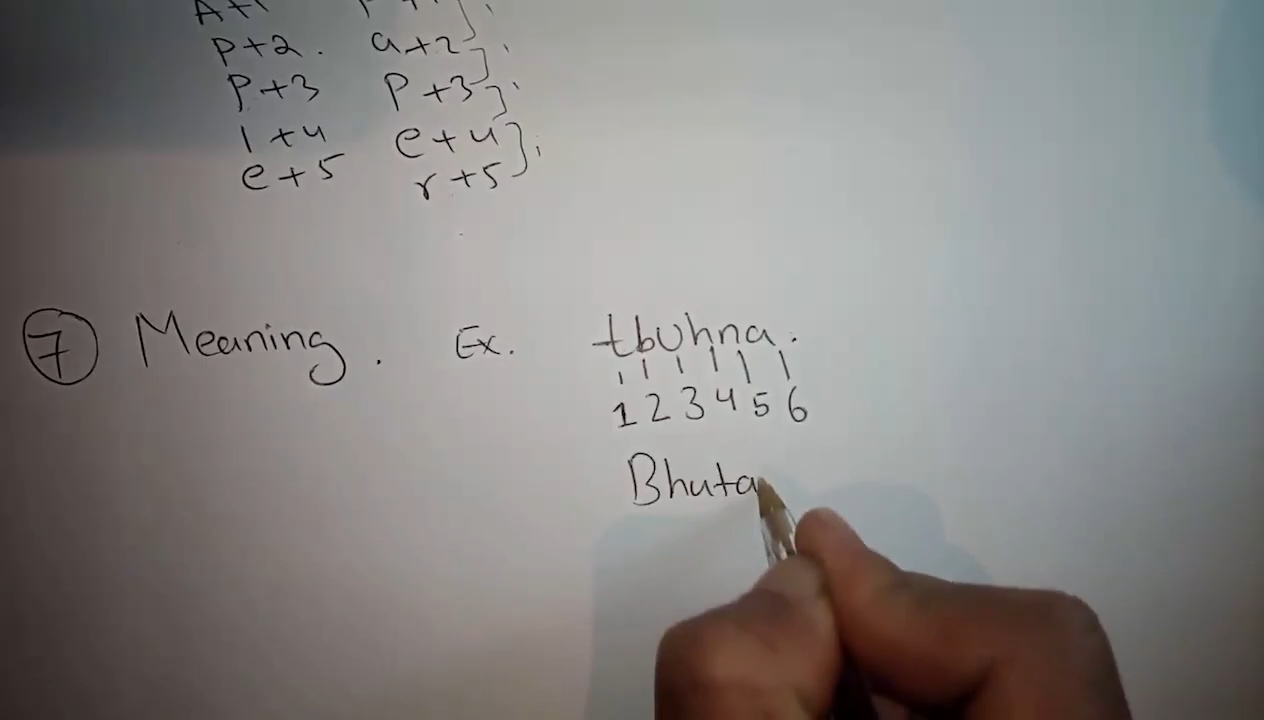 A+1
P+2. a+2];
P+3 P+3];
l+4 e+4];
e+5 r+5];
7 Meaning. Ex. tbUhna.
1 2 3 4 5 6
Bhuta